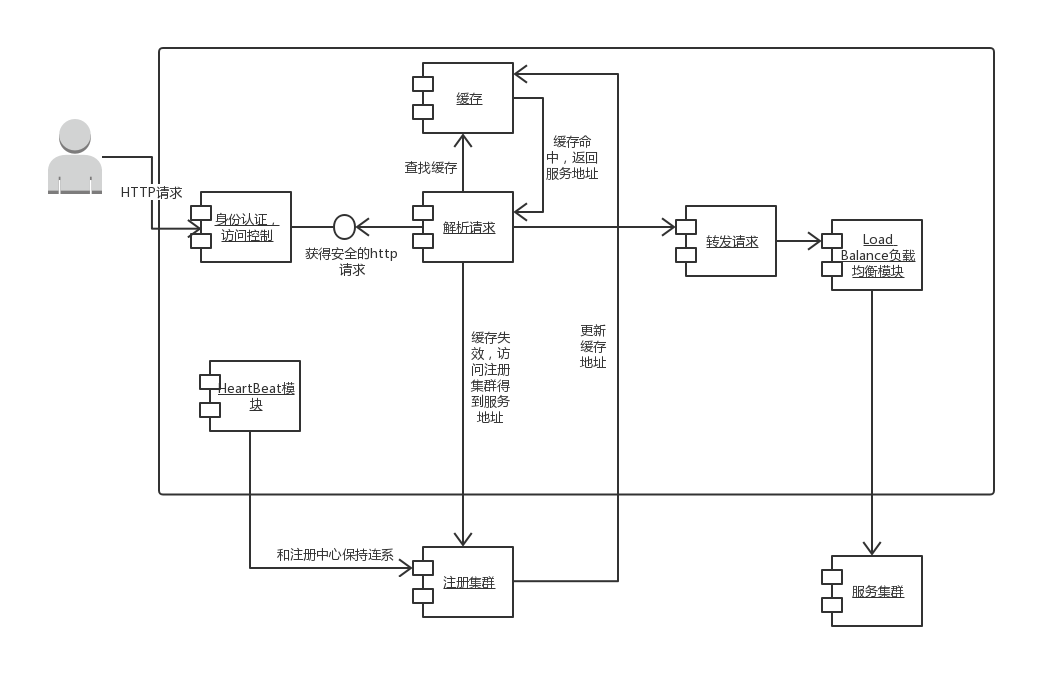 缓存
缓存命
中，返回
服务地址
查找缓存
HTTP请求
身份认证，
访问控制
获得安全的http
请求
解析请求
转发请求
Load
Balance负载
均衡模块
缓存失
效，访
问注册
集群得
到服务
地址
更新
缓存
地址
HeartBeat模
块
和注册中心保持连系
注册集群
服务集群